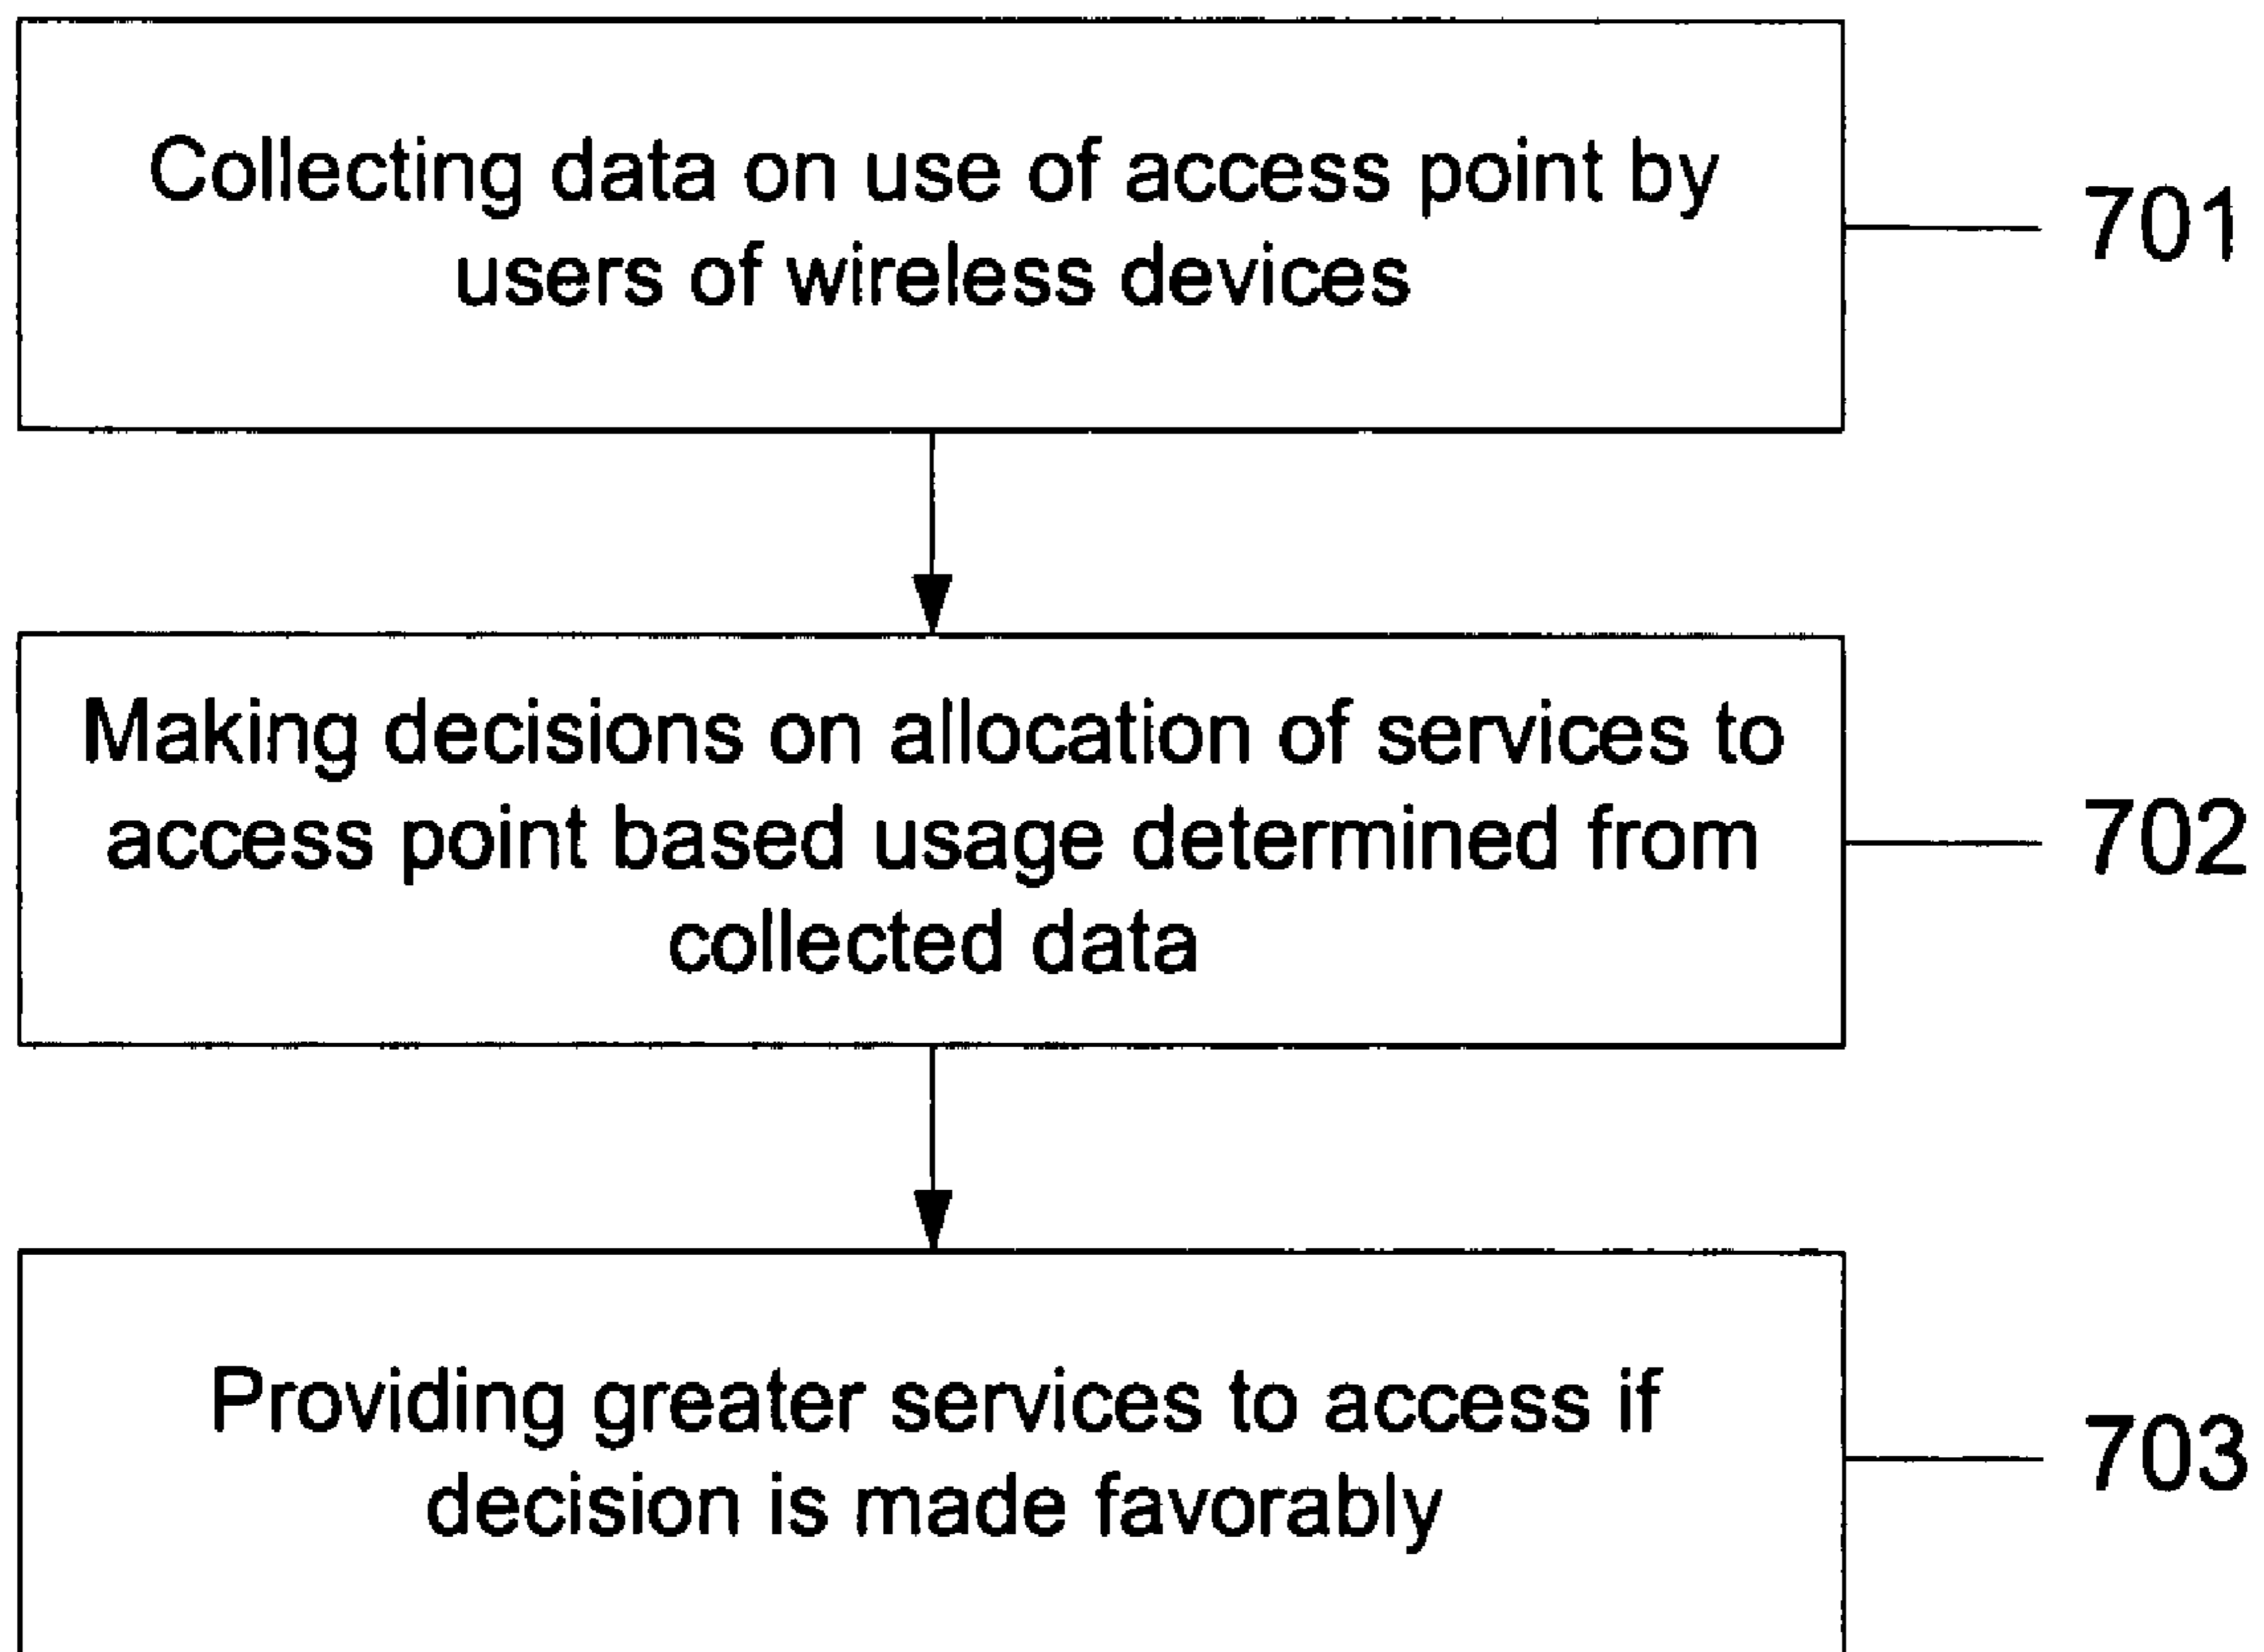 Collecting data on use of access point by
users of wireless devices
701
Making decisions on allocation of services to
access point based usage determined from
collected data
702
Providing greater services to access if
decision is made favorably
703